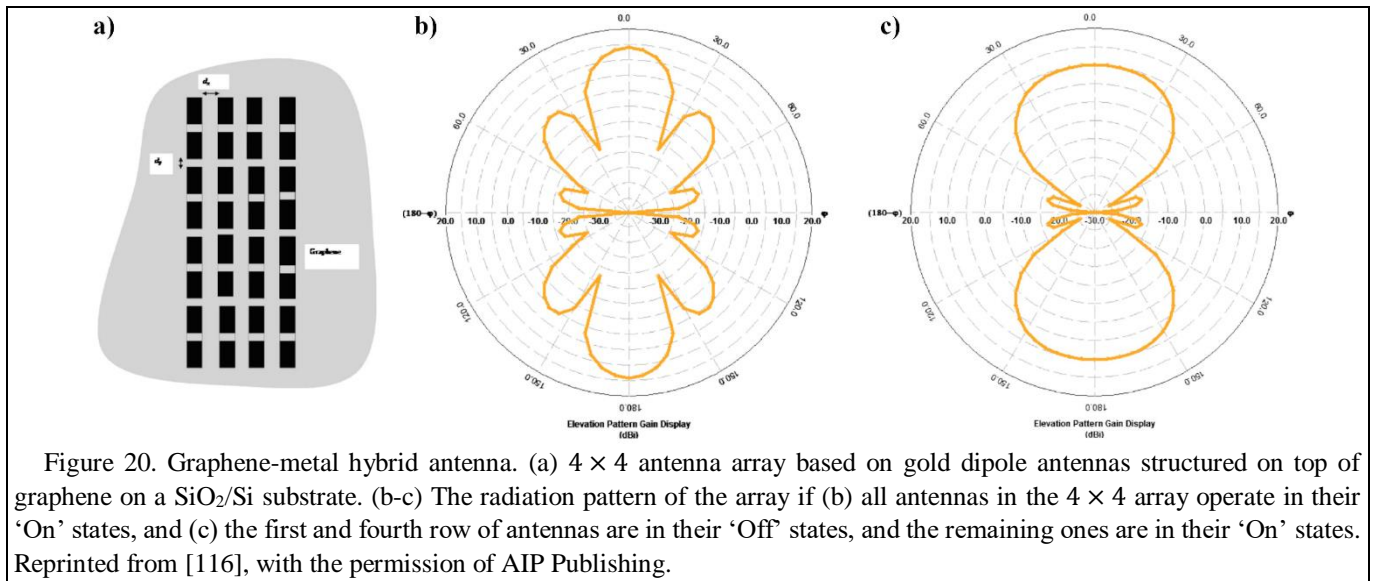 a)
b)
c)
dₓ
dᵧ
Graphene
0.0
30.0
30.0
60.0
60.0
(180-φ)
20.0 10.0 0.0 -10.0 -20.0 -30.0 -20.0 -10.0 0.0 10.0 20.0
φ
120.0
120.0
150.0
150.0
180.0
Elevation Pattern Gain Display
(dBi)
0.0
30.0
30.0
60.0
60.0
(180-φ)
20.0 10.0 0.0 -10.0 -20.0 -30.0 -20.0 -10.0 0.0 10.0 20.0
φ
120.0
120.0
150.0
150.0
180.0
Elevation Pattern Gain Display
(dBi)
Figure 20. Graphene-metal hybrid antenna. (a) 4 × 4 antenna array based on gold dipole antennas structured on top of
graphene on a SiO₂/Si substrate. (b-c) The radiation pattern of the array if (b) all antennas in the 4 × 4 array operate in their
‘On’ states, and (c) the first and fourth row of antennas are in their ‘Off’ states, and the remaining ones are in their ‘On’ states.
Reprinted from [116], with the permission of AIP Publishing.